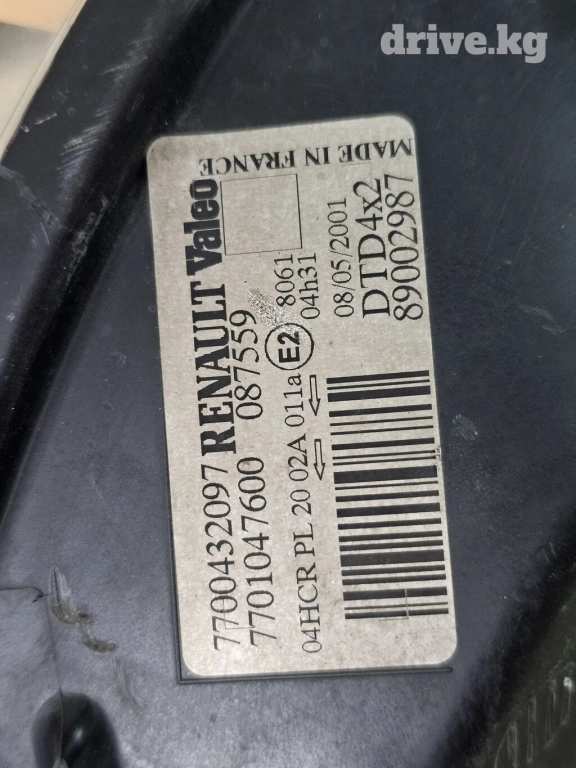 drive.kg
7700432097 RENAULT Valeo
7701047600 087559
MADE IN FRANCE
04HCR PL 20 02A 011a E2 8061
04h31
08/05/2001
DTD4x2
89002987